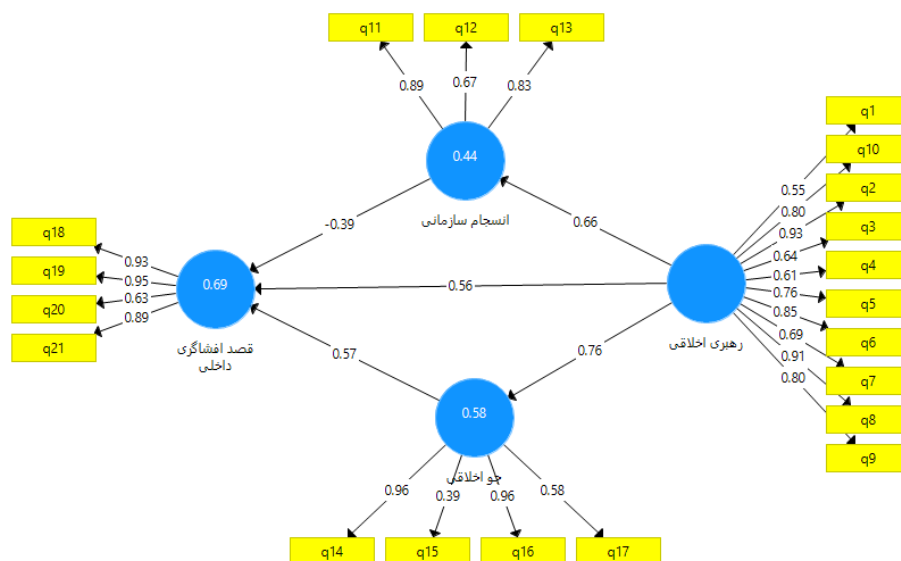 q11
q12
q13
0.89
0.67
0.83
0.44
انسجام سازمانی
q1
q10
q2
q3
q4
q5
q6
q7
q8
q9
0.55
0.80
0.93
0.64
0.61
0.76
0.85
0.69
0.91
0.80
رهبری اخلاقی
0.66
-0.39
0.56
0.76
0.57
q18
q19
q20
q21
0.93
0.95
0.63
0.89
0.69
قصد افشاگری
داخلی
0.58
جو اخلاقی
0.96
0.39
0.96
0.58
q14
q15
q16
q17